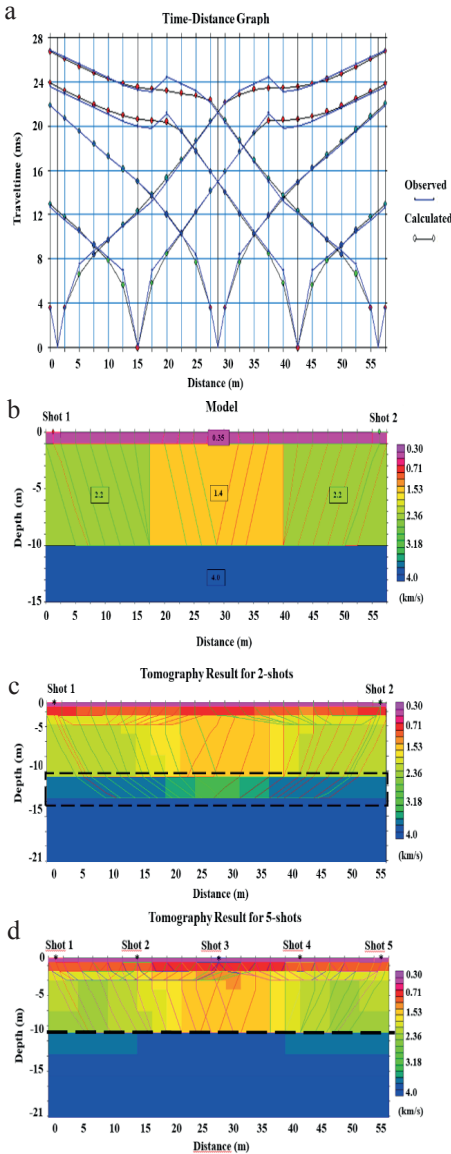 a
Time-Distance Graph
28
24
20
16
12
8
4
0
Traveltime (ms)
0 5 10 15 20 25 30 35 40 45 50 55
Distance (m)
Observed
Calculated
b
Model
Shot 1 Shot 2
0.35
2.2 1.4 2.2
4.0
0
-5
-10
-15
Depth (m)
0 5 10 15 20 25 30 35 40 45 50 55
Distance (m)
0.30
0.71
1.53
2.36
3.18
4.0
(km/s)
c
Tomography Result for 2-shots
Shot 1 Shot 2
0
-5
-10
-15
-21
Depth (m)
0 5 10 15 20 25 30 35 40 45 50 55
Distance (m)
0.30
0.71
1.53
2.36
3.18
4.0
(km/s)
d
Tomography Result for 5-shots
Shot 1 Shot 2 Shot 3 Shot 4 Shot 5
0
-5
-10
-15
-21
Depth (m)
0 5 10 15 20 25 30 35 40 45 50 55
Distance (m)
0.30
0.71
1.53
2.36
3.18
4.0
(km/s)